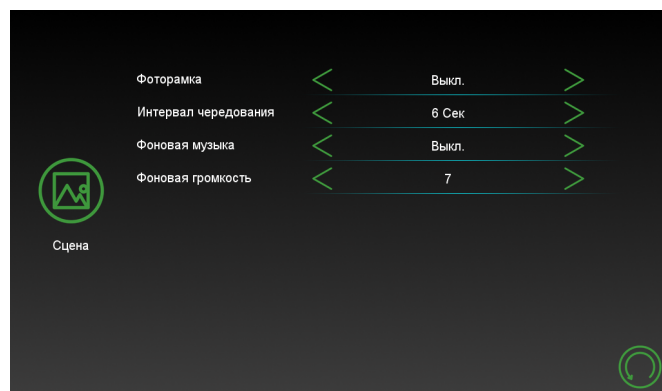 Фоторамка Выкл.
Интервал чередования 6 Сек
Фоновая музыка Выкл.
Фоновая громкость 7
Сцена